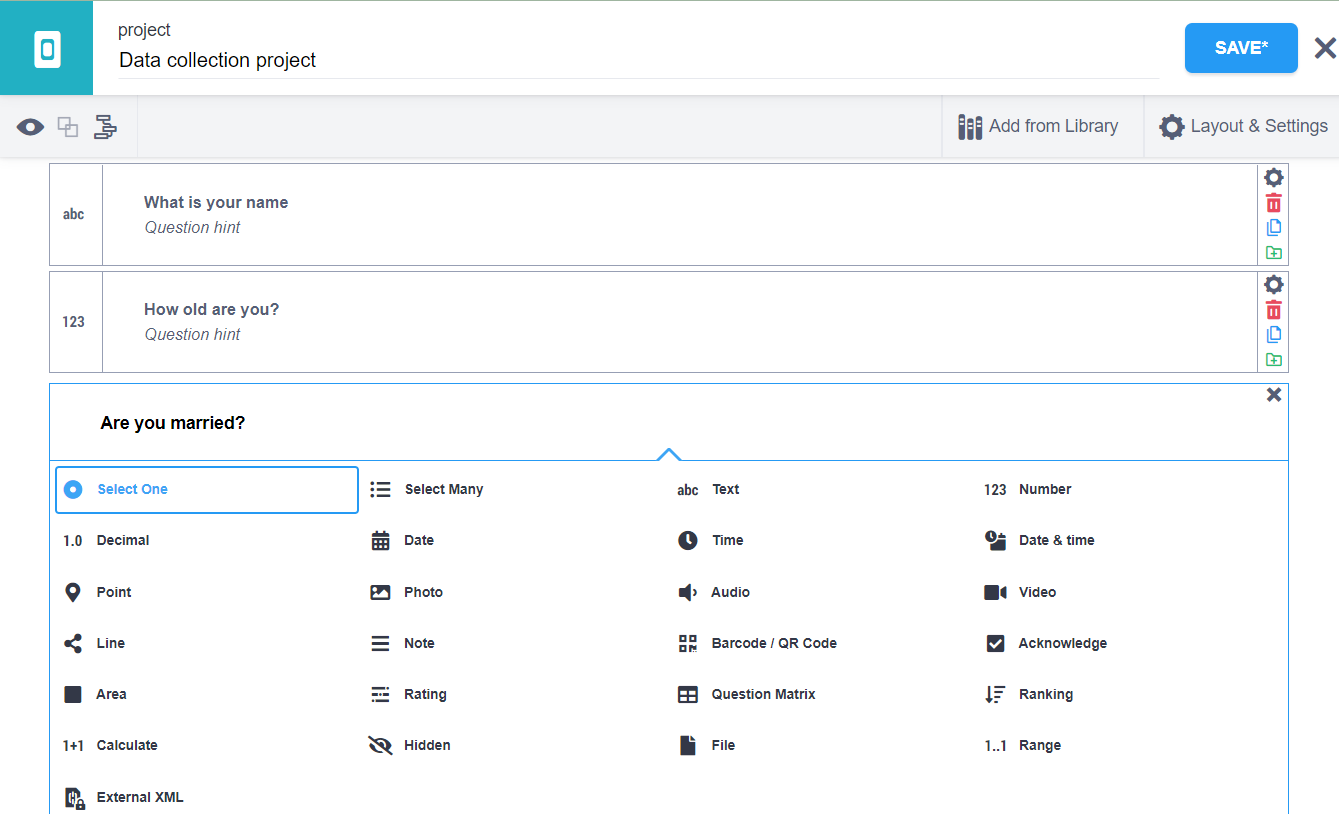 project
Data collection project
SAVE*
Add from Library
Layout & Settings
abc
What is your name
Question hint
123
How old are you?
Question hint
Are you married?
Select One
Select Many
abc Text
123 Number
1.0 Decimal
Date
Time
Date & time
Point
Photo
Audio
Video
Line
Note
Barcode / QR Code
Acknowledge
Area
Rating
Question Matrix
Ranking
1+1 Calculate
Hidden
File
1..1 Range
External XML